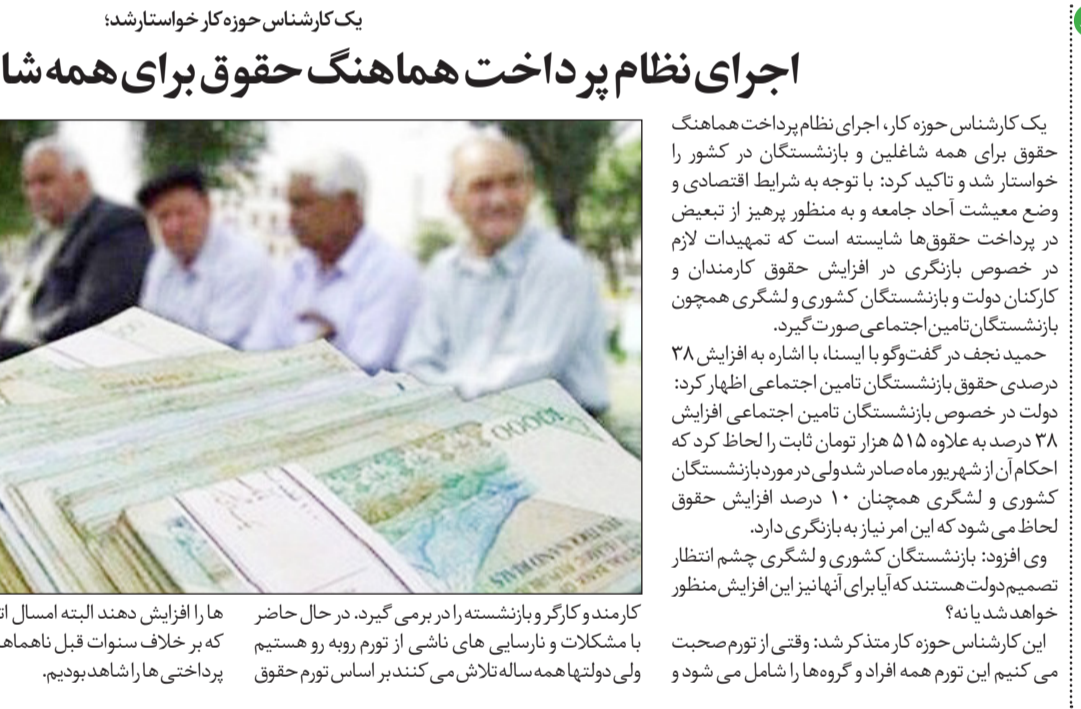 یک کارشناس حوزه کار خواستار شد؛
اجرای نظام پرداخت هماهنگ حقوق برای همه
یک کارشناس حوزه کار، اجرای نظام پرداخت هماهنگ
حقوق برای همه شاغلین و بازنشستگان در کشور را
خواستار شد و تاکید کرد: با توجه به شرایط اقتصادی و
وضع معیشت آحاد جامعه و به منظور پرهیز از تبعیض
در پرداخت حقوق‌ها شایسته است که تمهیدات لازم
در خصوص بازنگری در افزایش حقوق کارمندان و
کارکنان دولت و بازنشستگان کشوری و لشگری همچون
بازنشستگان تامین اجتماعی صورت گیرد.
حمید نجف در گفت‌وگو با ایسنا، با اشاره به افزایش ۳۸
درصدی حقوق بازنشستگان تامین اجتماعی اظهار کرد:
دولت در خصوص بازنشستگان تامین اجتماعی افزایش
۳۸ درصد به علاوه ۵۱۵ هزار تومان ثابت را لحاظ کرد که
احکام آن از شهریور ماه صادر شد ولی در مورد بازنشستگان
کشوری و لشگری همچنان ۱۰ درصد افزایش حقوق
لحاظ می شود که این امر نیاز به بازنگری دارد.
وی افزود: بازنشستگان کشوری و لشگری چشم انتظار
تصمیم دولت هستند که آیا برای آنها نیز این افزایش منظور
خواهد شد یا نه؟
این کارشناس حوزه کار متذکر شد: وقتی از تورم صحبت
می کنیم این تورم همه افراد و گروه‌ها را شامل می شود و
کارمند و کارگر و بازنشسته را در بر می گیرد. در حال حاضر
با مشکلات و نارسایی های ناشی از تورم روبه رو هستیم
ولی دولتها همه ساله تلاش می کنند بر اساس تورم حقوق
ها را افزایش دهند البته امسال
که بر خلاف سنوات قبل
پرداختی ها را شاهد بودیم.
10000